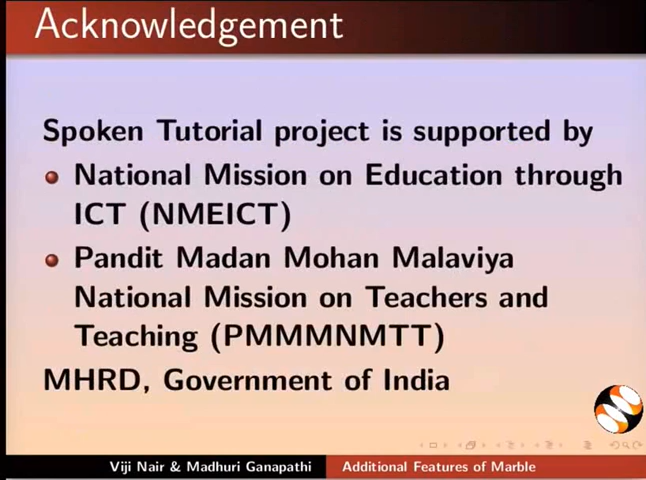 Acknowledgement
Spoken Tutorial project is supported by
National Mission on Education through
ICT (NMEICT)
Pandit Madan Mohan Malaviya
National Mission on Teachers and
Teaching (PMMMNMTT)
MHRD, Government of India
Viji Nair & Madhuri Ganapathi
Additional Features of Marble